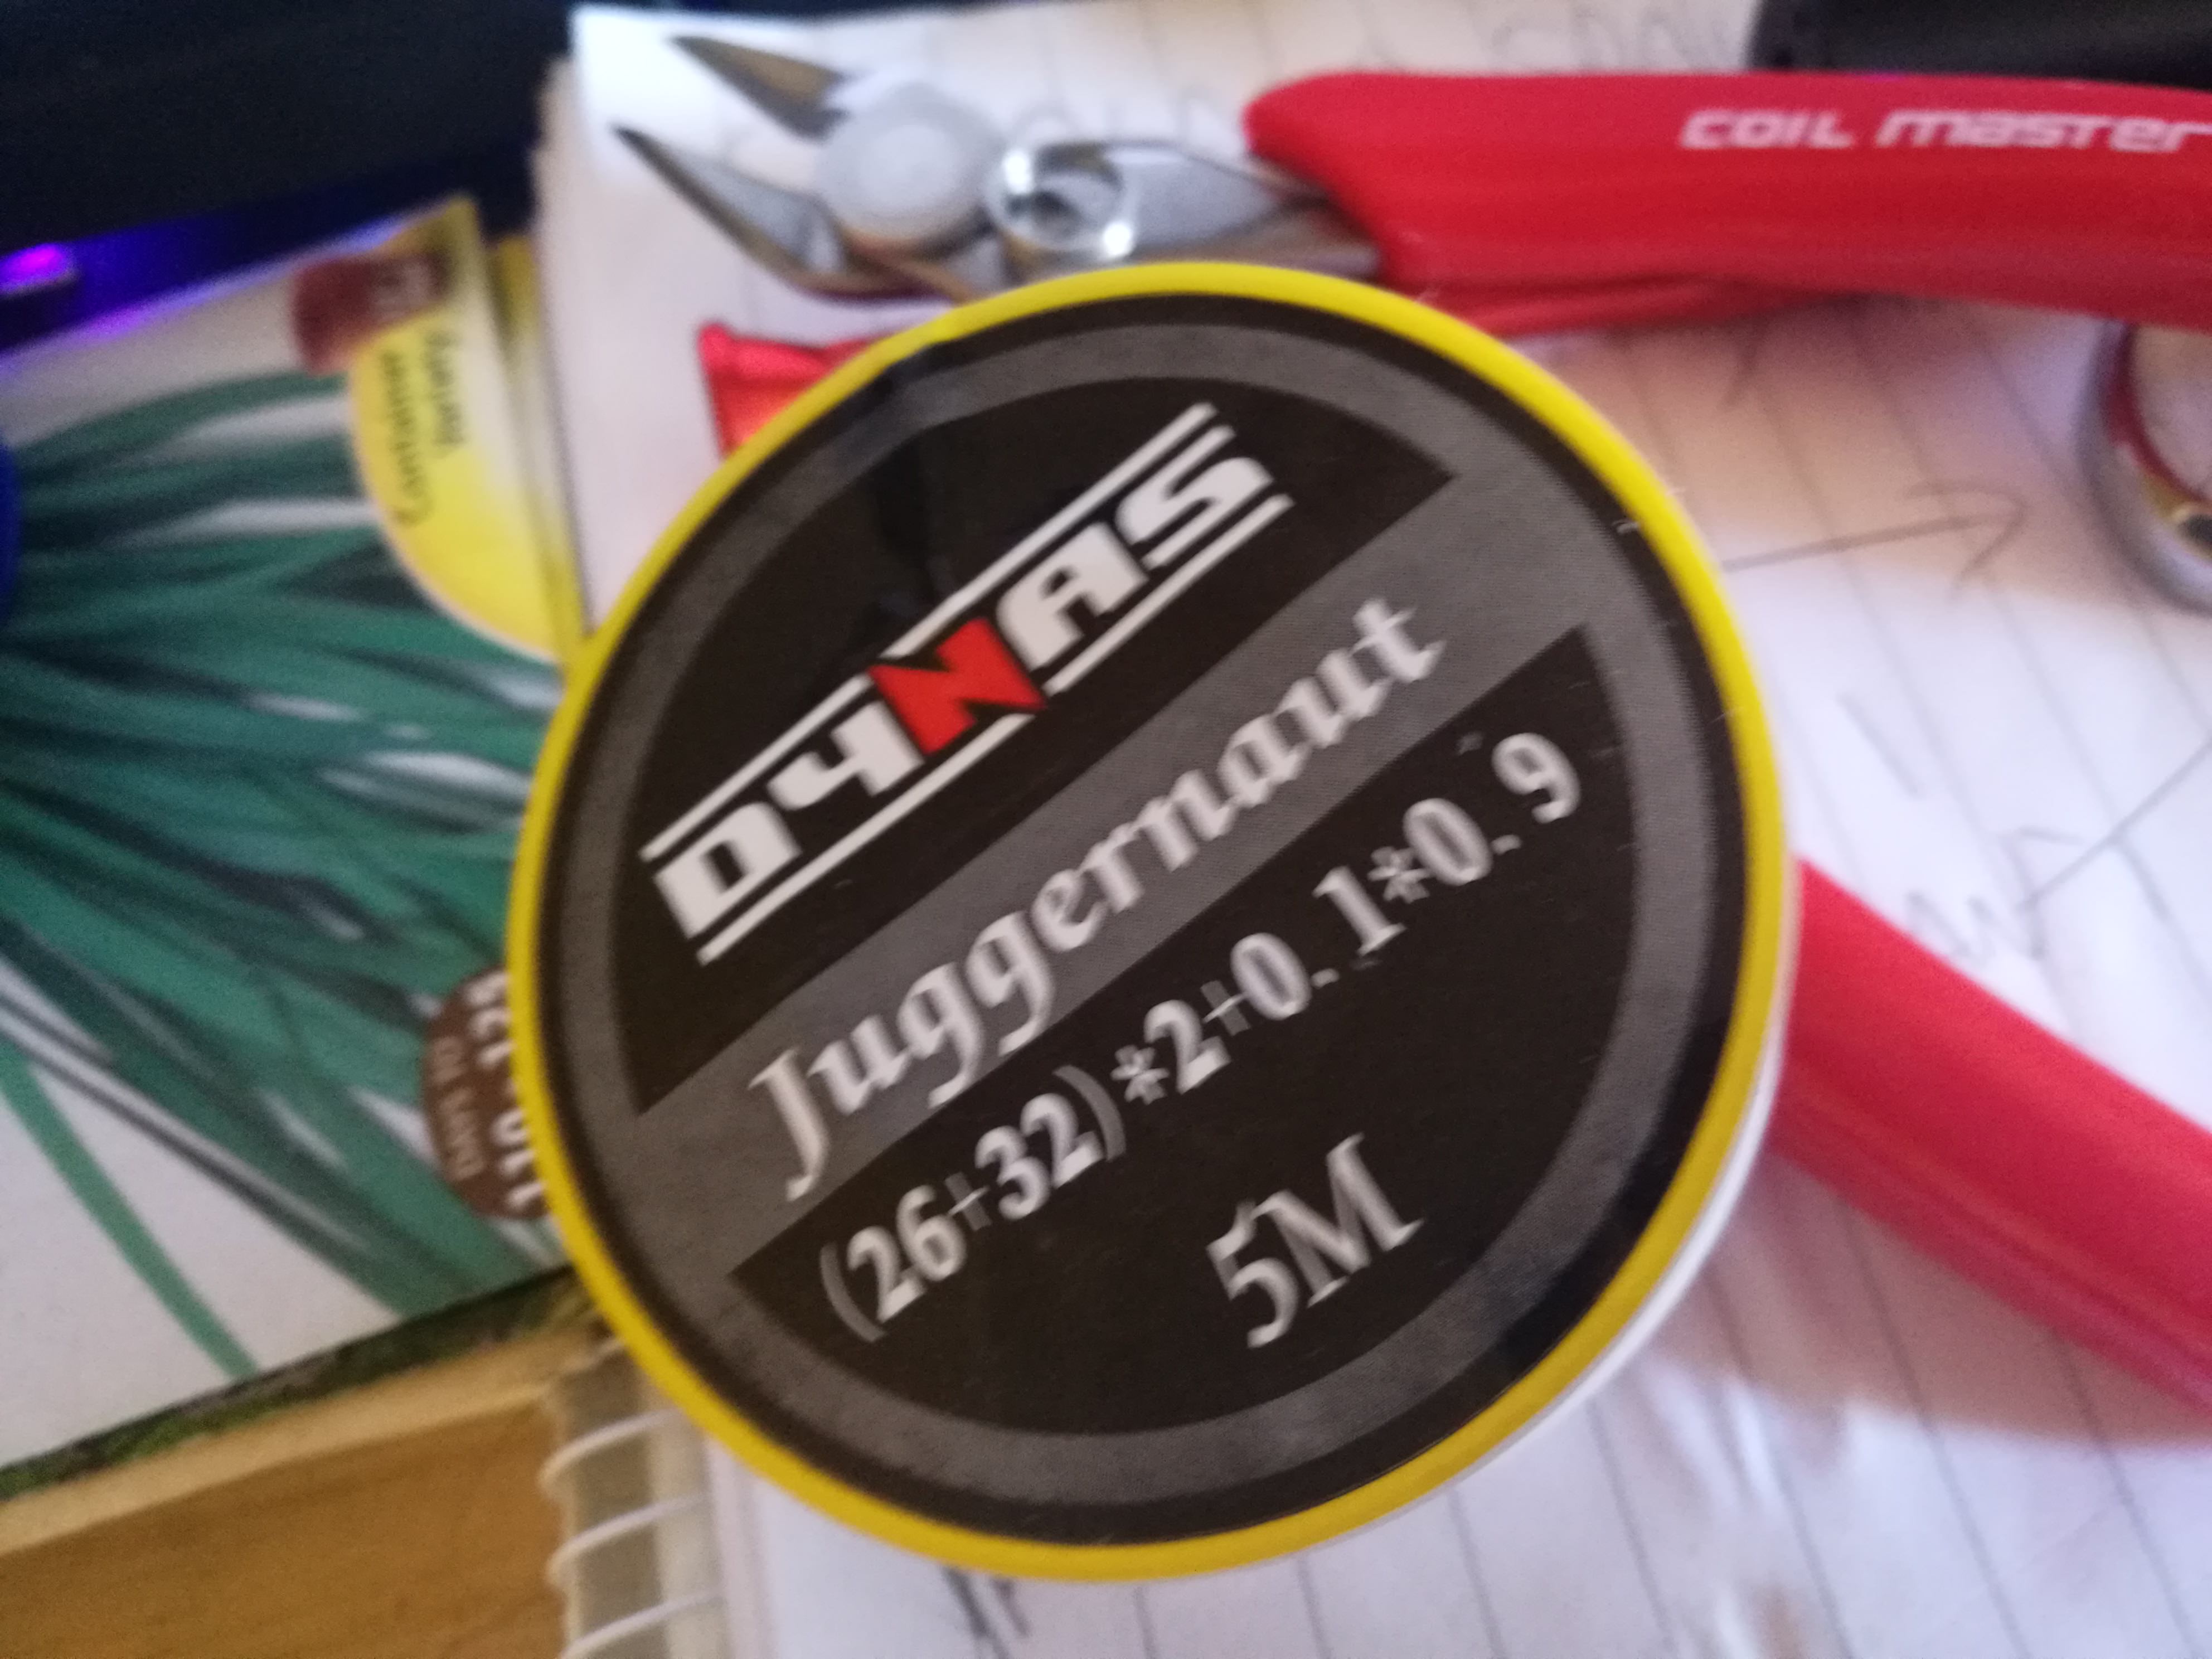 COIL MASTER
DYNAS
Juggernaut
(26+32)*2+0.1*0.9
5M